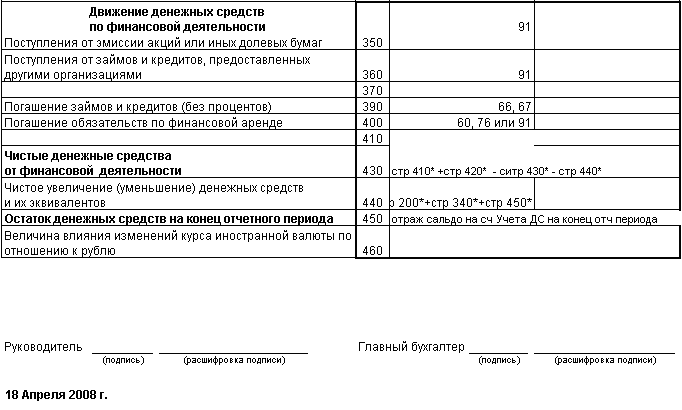 Движение денежных средств
по финансовой деятельности 91
Поступления от эмиссии акций или иных долевых бумаг 350
Поступления от займов и кредитов, предоставленных
другими организациями 360 91
370
Погашение займов и кредитов (без процентов) 390 66, 67
Погашение обязательств по финансовой аренде 400 60, 76 или 91
410
Чистые денежные средства
от финансовой деятельности 430 стр 410* +стр 420* - ситр 430* - стр 440*
Чистое увеличение (уменьшение) денежных средств
и их эквивалентов 440 р 200*+стр 340*+стр 450*
Остаток денежных средств на конец отчетного периода 450 отраж сальдо на сч Учета ДС на конец отч периода
Величина влияния изменений курса иностранной валюты по
отношению к рублю 460
Руководитель Главный бухгалтер
(подпись) (расшифровка подписи) (подпись) (расшифровка подписи)
18 Апреля 2008 г.